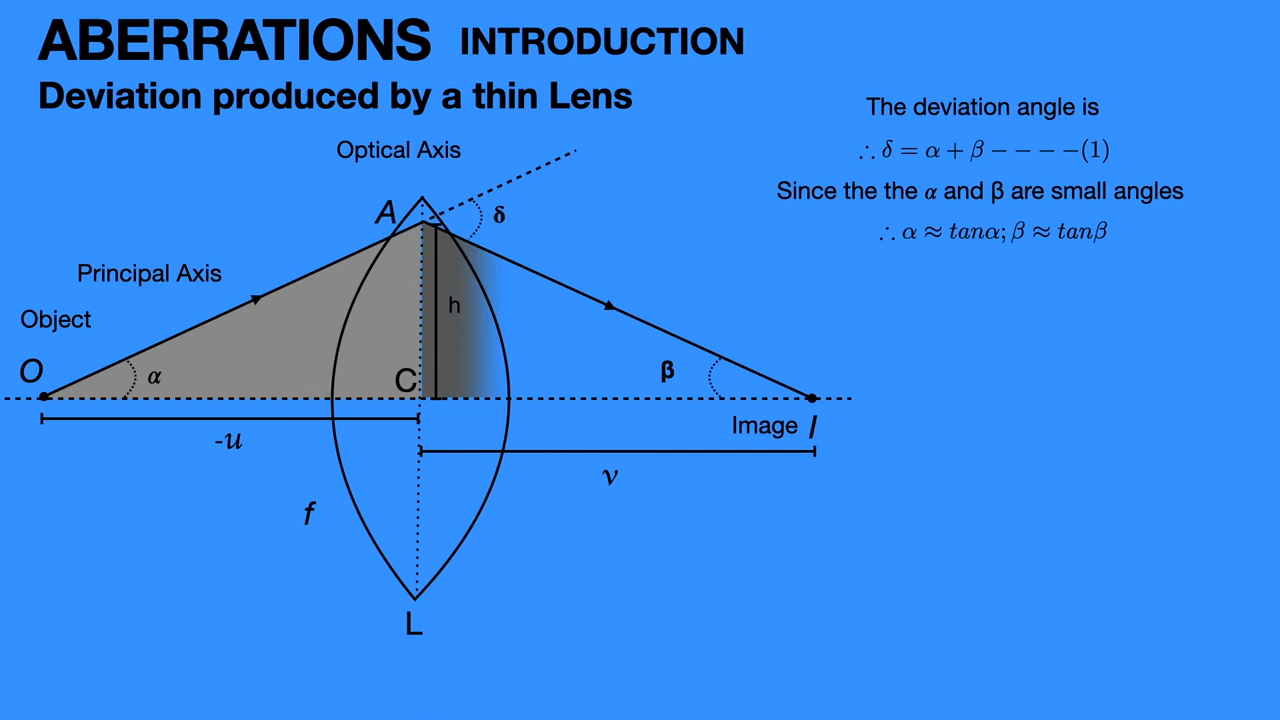 ABERRATIONS INTRODUCTION
Deviation produced by a thin Lens
The deviation angle is
∴ δ = α + β − − − −(1)
Since the the α and β are small angles
∴ α ≈ tanα; β ≈ tanβ
Optical Axis
A
δ
Principal Axis
h
Object
O
α
C
β
Image I
-u
v
f
L